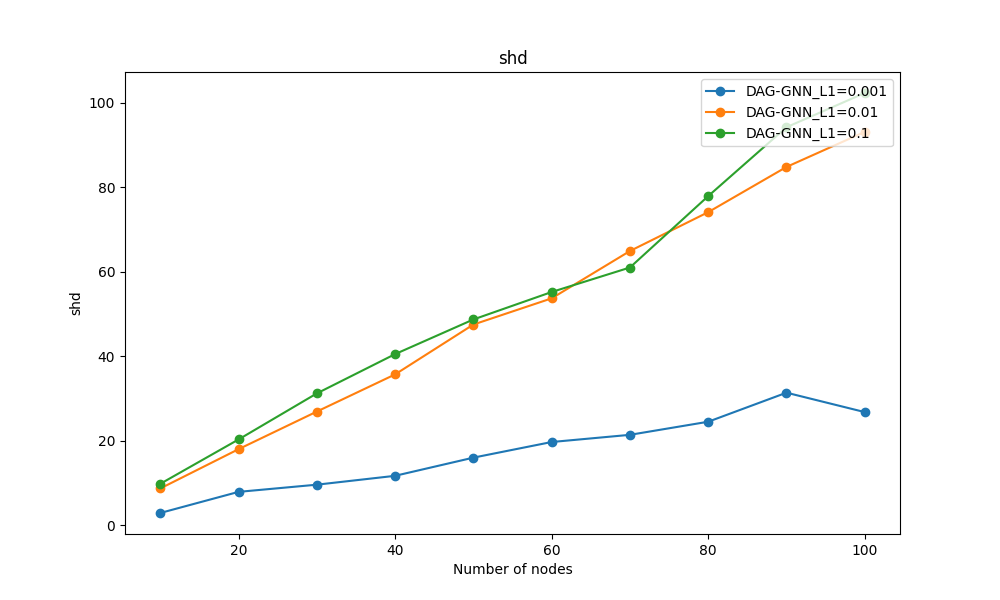 shd
DAG-GNN_L1=0.001
DAG-GNN_L1=0.01
DAG-GNN_L1=0.1
100
80
60
40
20
0
shd
20 40 60 80 100
Number of nodes